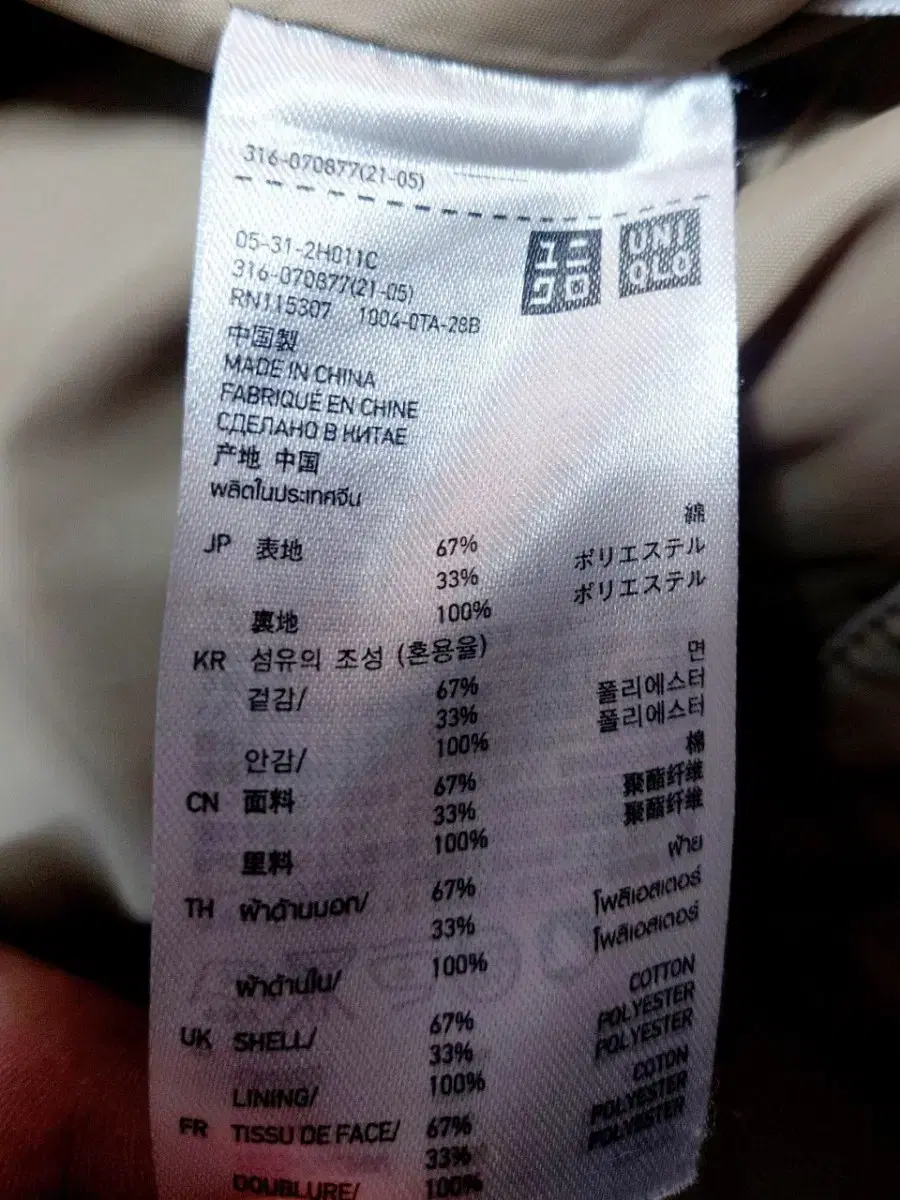 316-070877(21-05)
05-31-2H011C
316-070877(21-05)
RN115307 1004-QTA-28B
ユニクロ
UNIQLO
中国製
MADE IN CHINA
FABRIQUÉ EN CHINE
СДЕЛАНО В КИТАЕ
产地 中国
ผลิตในประเทศจีน
JP 表地 67% 綿
33% ポリエステル
裏地 100% ポリエステル
KR 섬유의 조성 (혼용율)
겉감/ 67% 면
33% 폴리에스터
안감/ 100% 폴리에스터
CN 面料 67% 棉
33% 聚酯纤维
里料 100% 聚酯纤维
TH ผ้าด้านนอก/ 67% ฝ้าย
33% โพลิเอสเตอร์
ผ้าด้านใน/ 100% โพลิเอสเตอร์
UK SHELL/ 67% COTTON
33% POLYESTER
LINING/ 100% POLYESTER
FR TISSU DE FACE/ 67% COTON
33% POLYESTER
DOUBLURE/ 100% POLYESTER